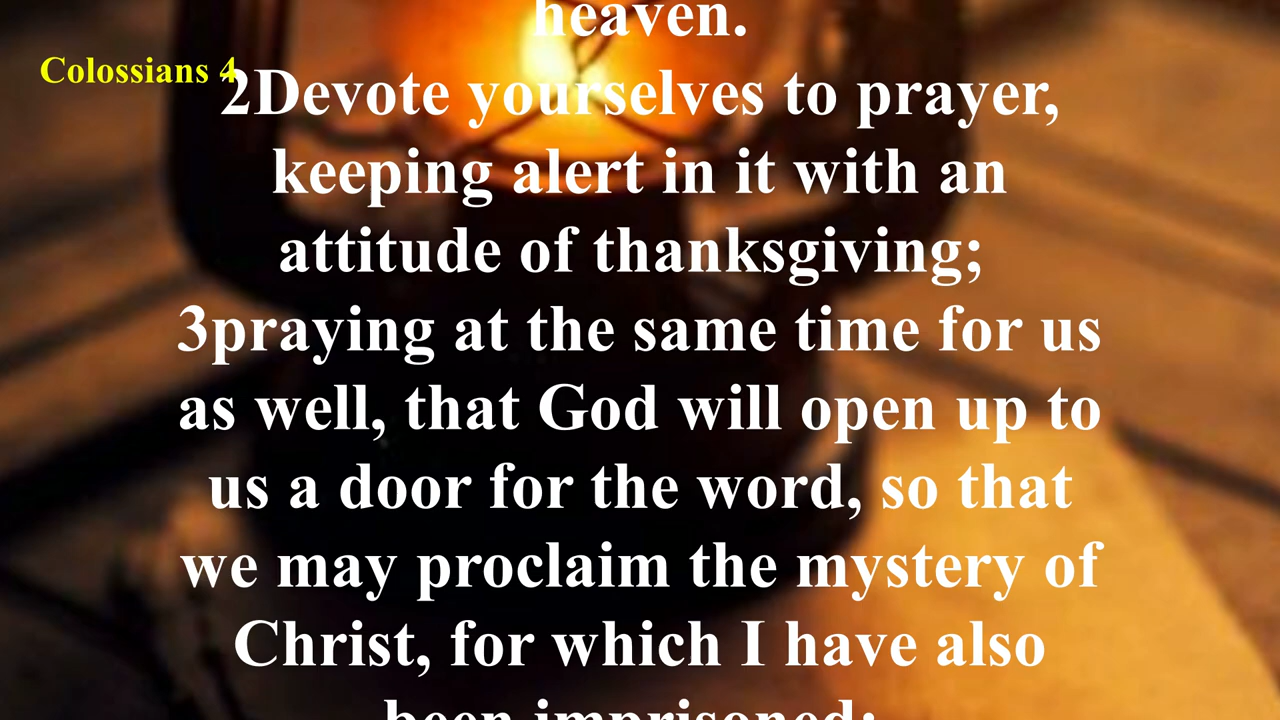 heaven.
Colossians 4
2Devote yourselves to prayer,
keeping alert in it with an
attitude of thanksgiving;
3praying at the same time for us
as well, that God will open up to
us a door for the word, so that
we may proclaim the mystery of
Christ, for which I have also
been imprisoned;